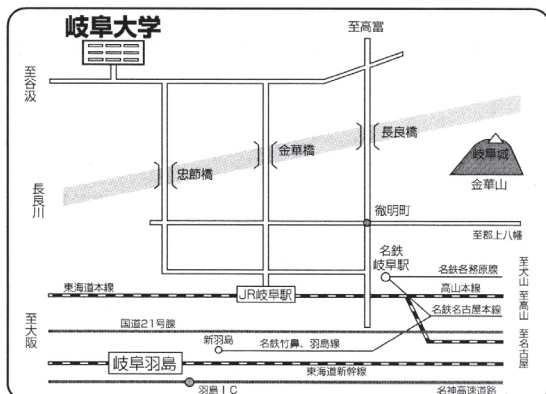 岐阜大学
至高富
至谷汲
長良橋
金華橋
忠節橋
岐阜城
金華山
長良川
徹明町
至郡上八幡
名鉄
岐阜駅
名鉄各務原線
至犬山
東海道本線
JR岐阜駅
高山本線
至高山
名鉄名古屋本線
至大阪
国道21号線
新羽島
名鉄竹鼻、羽島線
至名古屋
岐阜羽島
東海道新幹線
羽島IC
名神高速道路